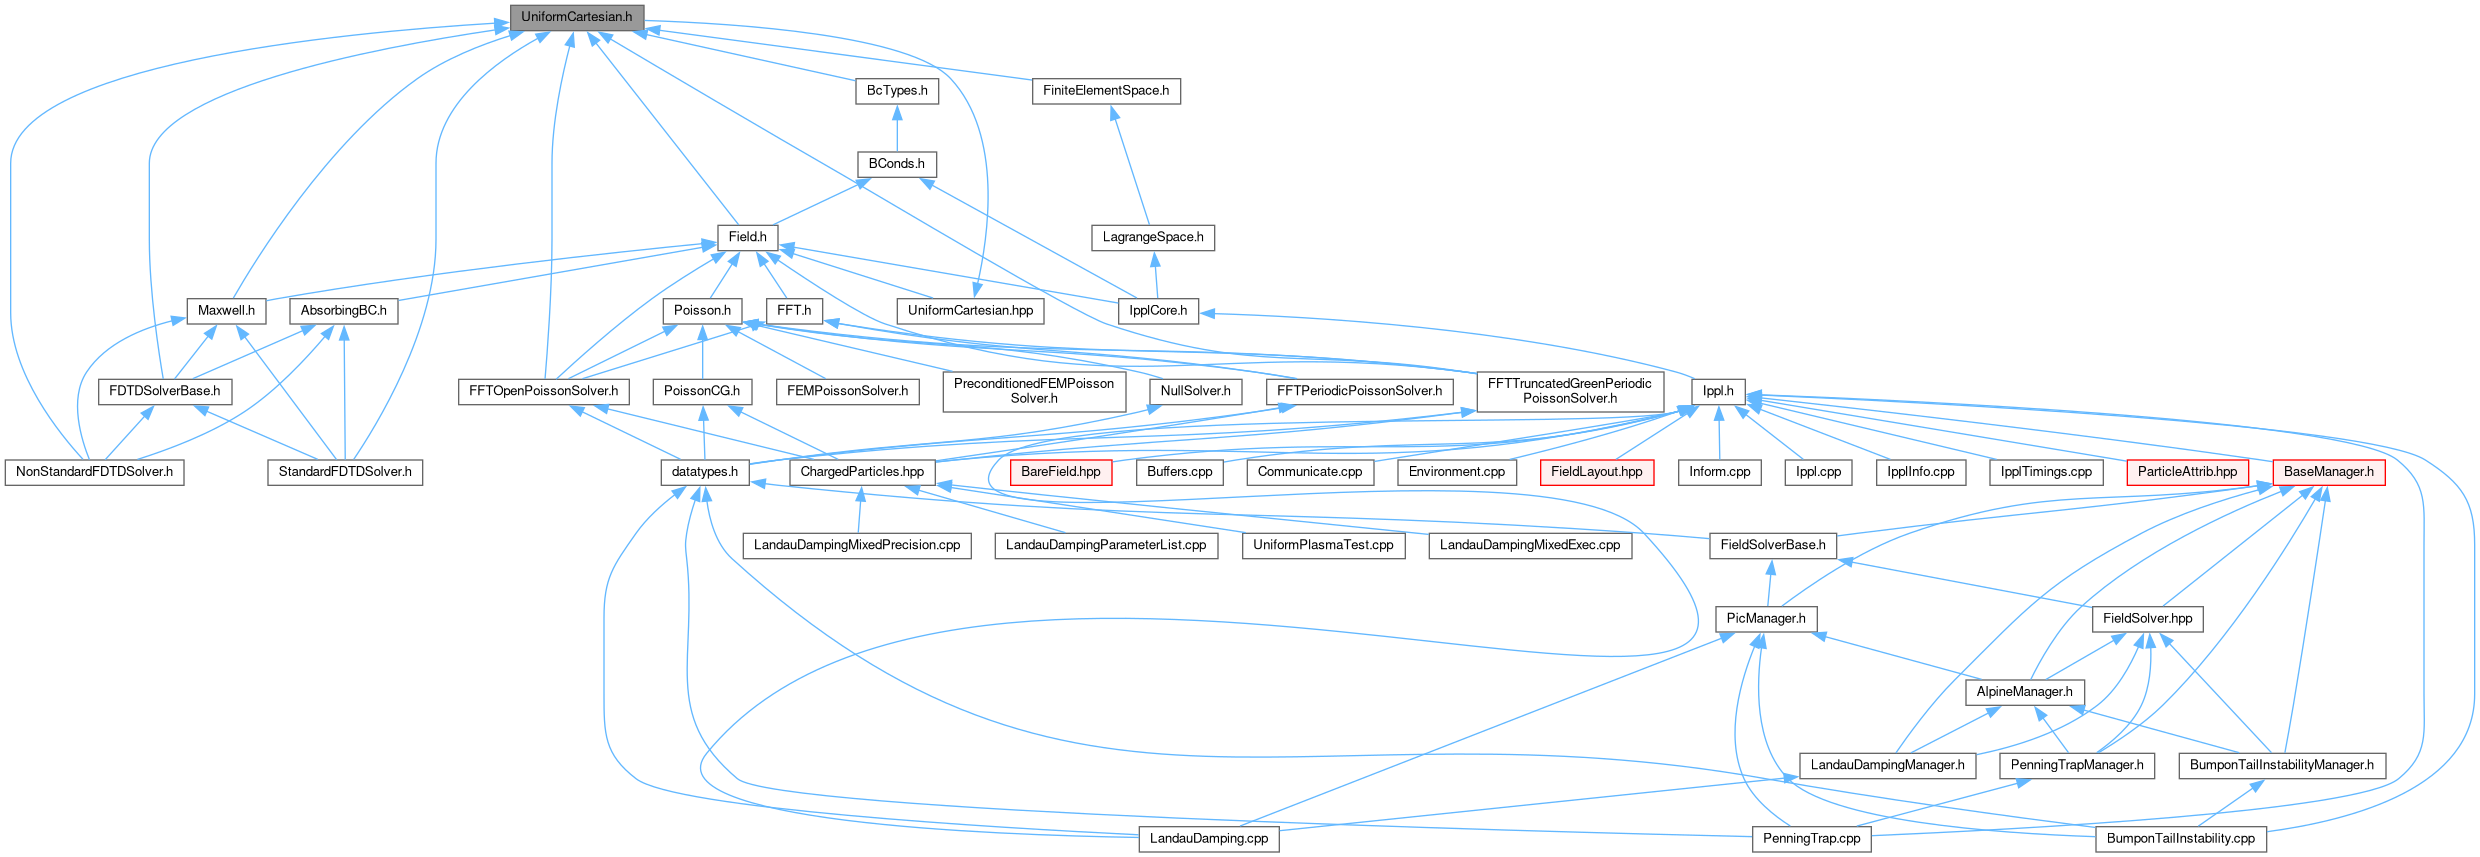 UniformCartesian.h
BcTypes.h
FiniteElementSpace.h
BConds.h
Field.h
LagrangeSpace.h
Maxwell.h
AbsorbingBC.h
Poisson.h
FFT.h
UniformCartesian.hpp
IpplCore.h
FDTDSolverBase.h
FFTOpenPoissonSolver.h
PoissonCG.h
FEMPoissonSolver.h
PreconditionedFEMPoisson
Solver.h
NullSolver.h
FFTPeriodicPoissonSolver.h
FFTTruncatedGreenPeriodic
PoissonSolver.h
Ippl.h
NonStandardFDTDSolver.h
StandardFDTDSolver.h
datatypes.h
ChargedParticles.hpp
BareField.hpp
Buffers.cpp
Communicate.cpp
Environment.cpp
FieldLayout.hpp
Inform.cpp
Ippl.cpp
IpplInfo.cpp
IpplTimings.cpp
ParticleAttrib.hpp
BaseManager.h
LandauDampingMixedPrecision.cpp
LandauDampingParameterList.cpp
UniformPlasmaTest.cpp
LandauDampingMixedExec.cpp
FieldSolverBase.h
PicManager.h
FieldSolver.hpp
AlpineManager.h
LandauDampingManager.h
PenningTrapManager.h
BumponTailInstabilityManager.h
LandauDamping.cpp
PenningTrap.cpp
BumponTailInstability.cpp